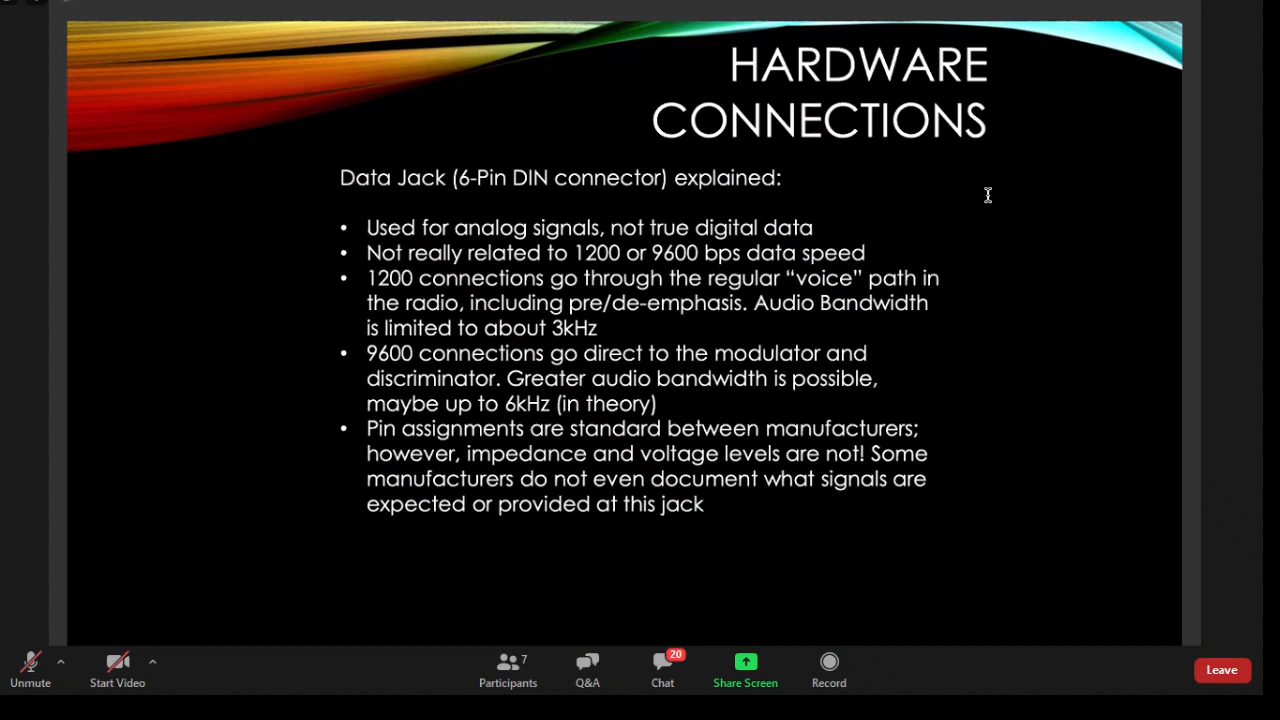 HARDWARE
CONNECTIONS
Data Jack (6-Pin DIN connector) explained:
• Used for analog signals, not true digital data
• Not really related to 1200 or 9600 bps data speed
• 1200 connections go through the regular “voice” path in
the radio, including pre/de-emphasis. Audio Bandwidth
is limited to about 3kHz
• 9600 connections go direct to the modulator and
discriminator. Greater audio bandwidth is possible,
maybe up to 6kHz (in theory)
• Pin assignments are standard between manufacturers;
however, impedance and voltage levels are not! Some
manufacturers do not even document what signals are
expected or provided at this jack
7
20
Unmute
Start Video
Participants
Q&A
Chat
Share Screen
Record
Leave